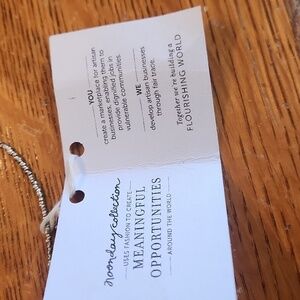 noonday collection
USES FASHION TO CREATE
MEANINGFUL
OPPORTUNITIES
AROUND THE WORLD
YOU
create a marketplace for artisan
businesses, enabling them to
provide dignified jobs in
vulnerable communities.
WE
develop artisan businesses
through fair trade.
Together we're building a
FLOURISHING WORLD